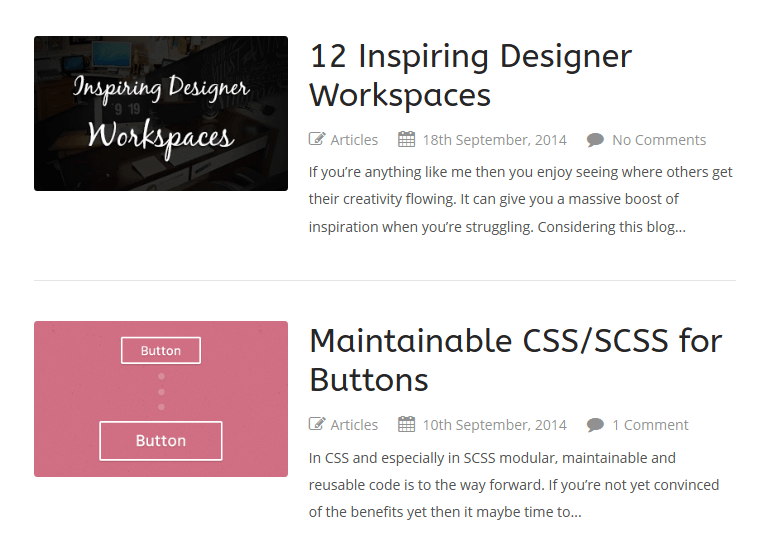 Inspiring Designer
Workspaces
9 19
12 Inspiring Designer
Workspaces
Articles 18th September, 2014 No Comments
If you’re anything like me then you enjoy seeing where others get
their creativity flowing. It can give you a massive boost of
inspiration when you’re struggling. Considering this blog...
Button
Button
Maintainable CSS/SCSS for
Buttons
Articles 10th September, 2014 1 Comment
In CSS and especially in SCSS modular, maintainable and
reusable code is to the way forward. If you’re not yet convinced
of the benefits yet then it maybe time to...